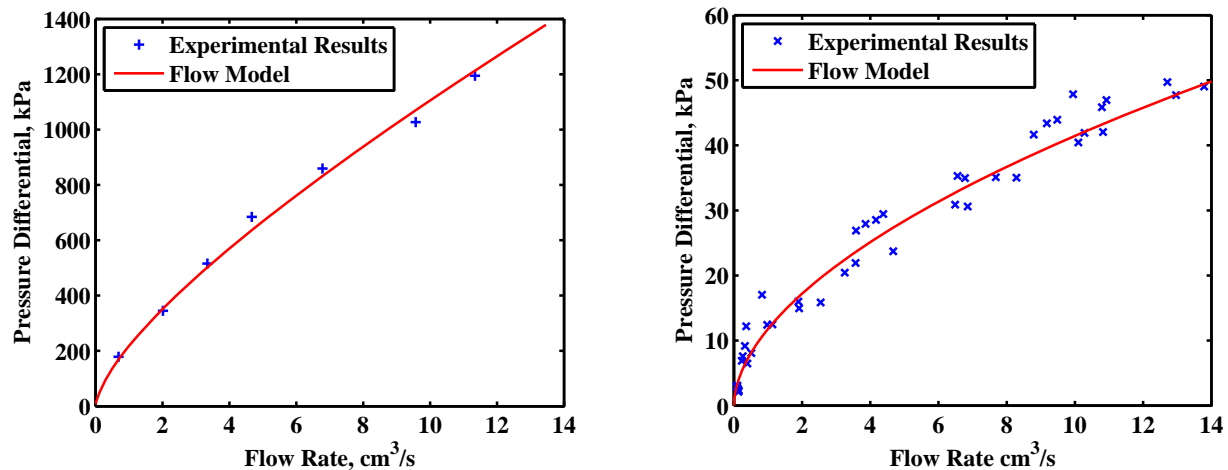 1400
1200
1000
800
600
400
200
0
Pressure Differential, kPa
Experimental Results
Flow Model
0 2 4 6 8 10 12 14
Flow Rate, cm³/s
60
50
40
30
20
10
0
Pressure Differential, kPa
Experimental Results
Flow Model
0 2 4 6 8 10 12 14
Flow Rate cm³/s